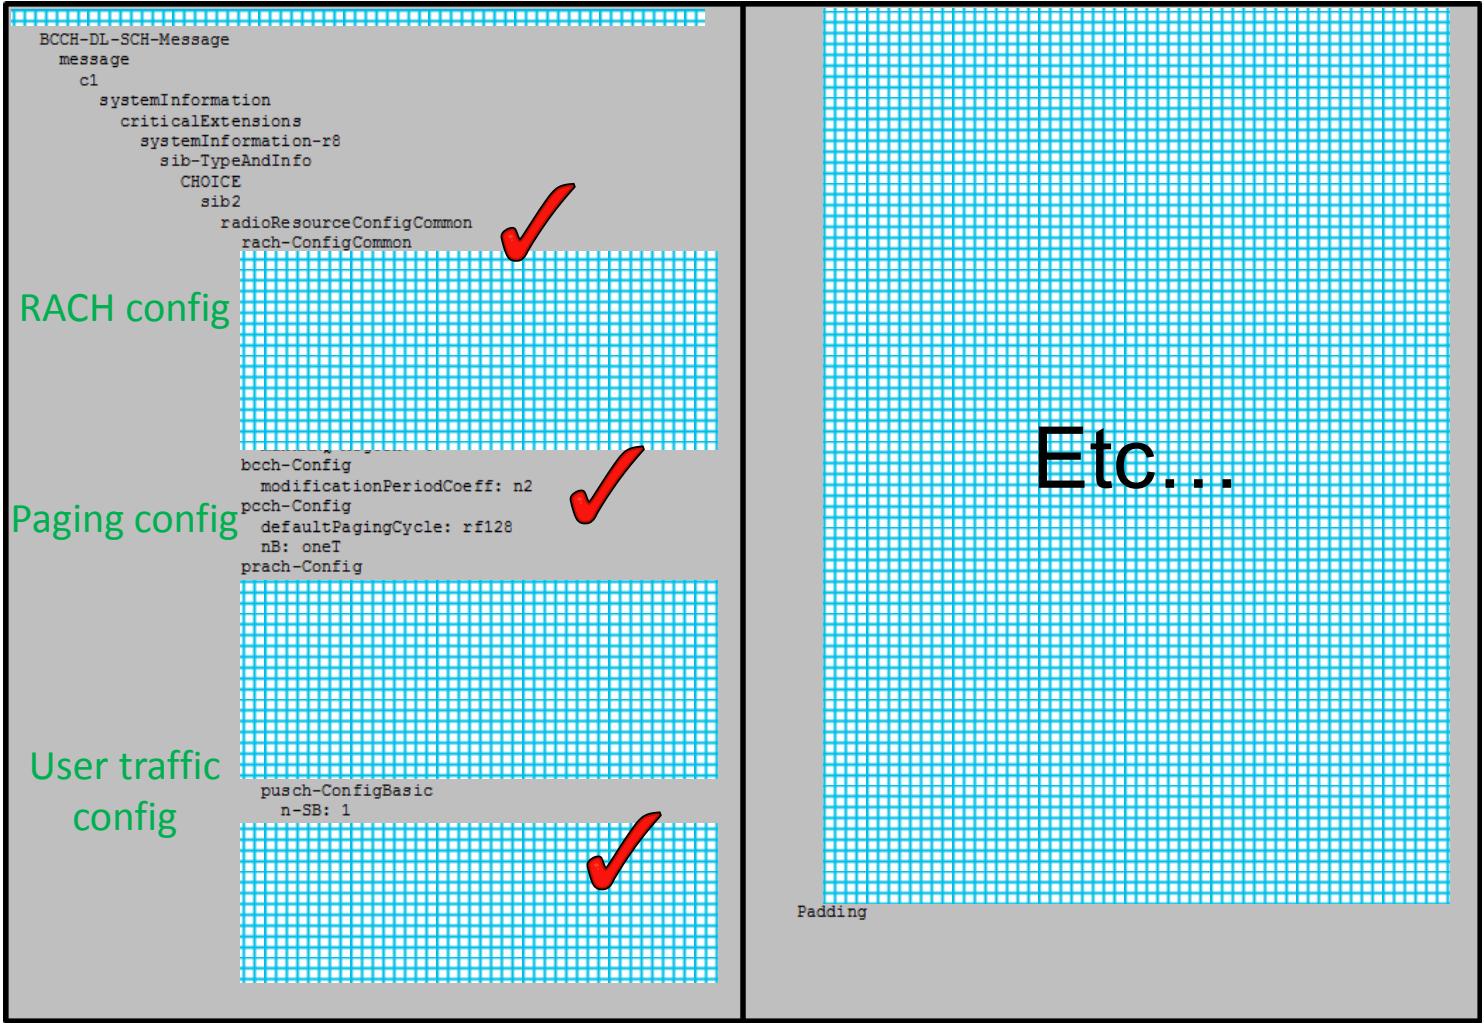 BCCH-DL-SCH-Message
message
c1
systemInformation
criticalExtensions
systemInformation-r8
sib-TypeAndInfo
CHOICE
sib2
radioResourceConfigCommon
rach-ConfigCommon
RACH config
bcch-Config
modificationPeriodCoeff: n2
pcch-Config
Paging config
defaultPagingCycle: rf128
nB: oneT
prach-Config
User traffic
config
pusch-ConfigBasic
n-SB: 1
Etc...
Padding